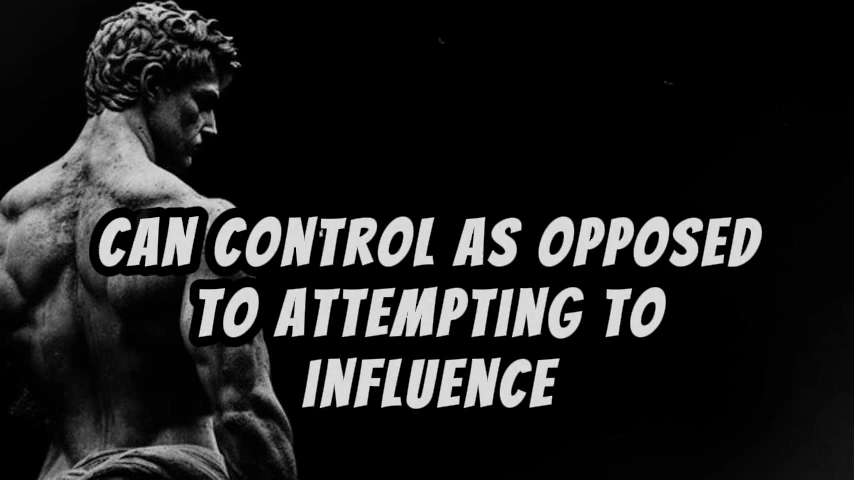 CAN CONTROL AS OPPOSED
TO ATTEMPTING TO
INFLUENCE